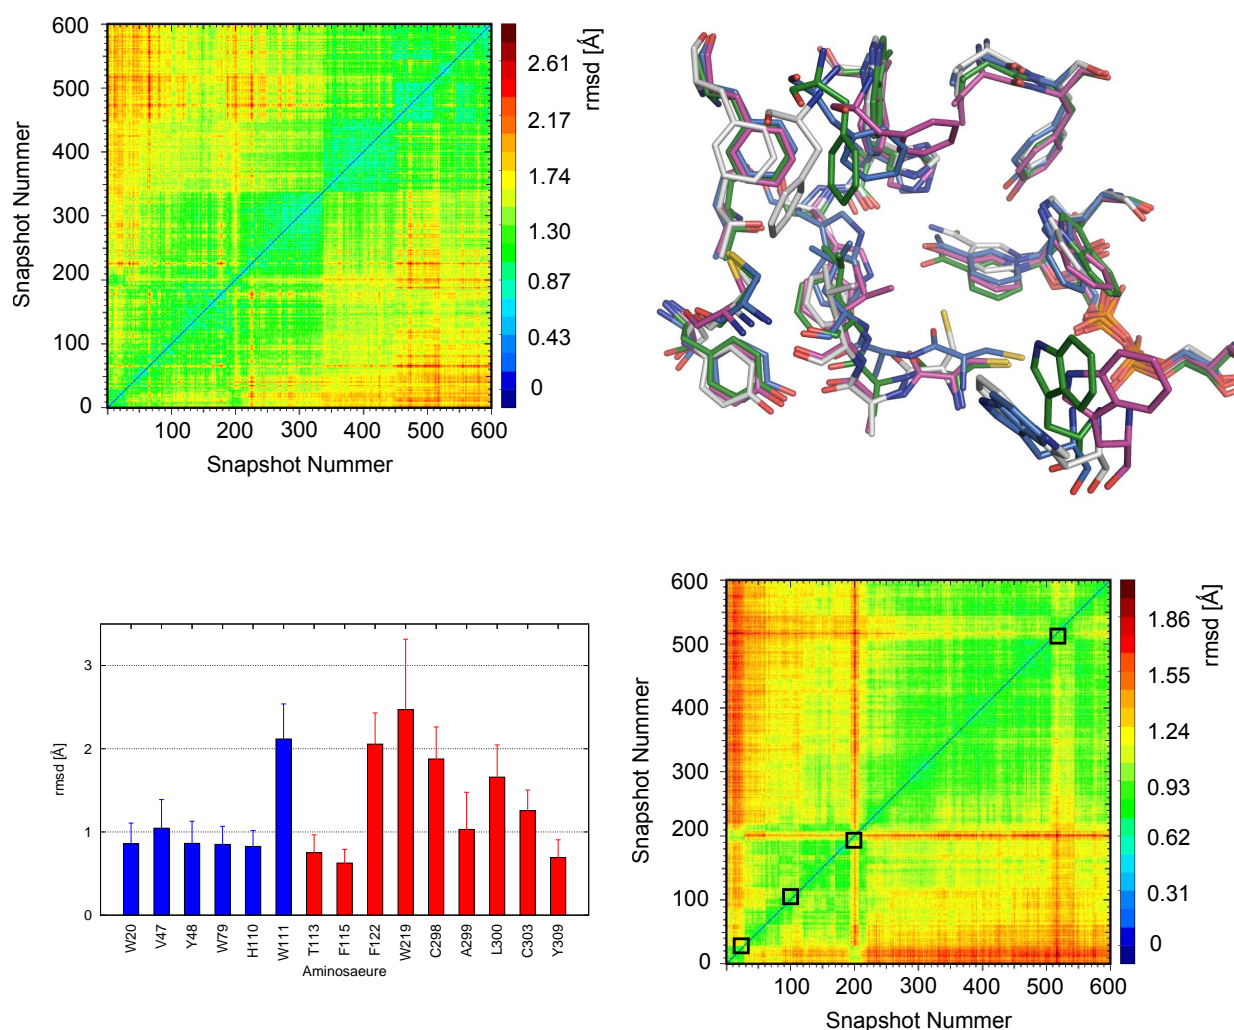 600
500
400
300
200
100
0
Snapshot Nummer
100 200 300 400 500 600
Snapshot Nummer
2.61
2.17
1.74
1.30
0.87
0.43
0
rmsd [Å]
3
2
1
0
rmsd [Å]
W20 V47 Y48 W79 H110 W111 T113 F115 F122 W219 C298 A299 L300 C303 Y309
Aminosaeure
600
500
400
300
200
100
0
Snapshot Nummer
100 200 300 400 500 600
Snapshot Nummer
1.86
1.55
1.24
0.93
0.62
0.31
0
rmsd [Å]